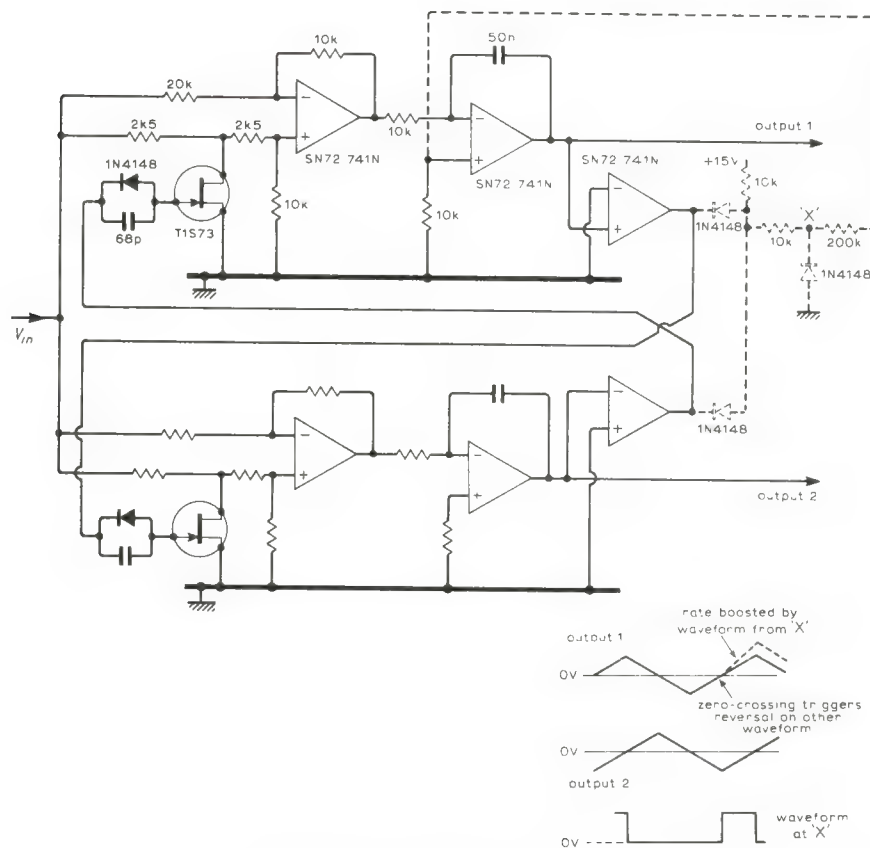 10k
50n
20k
2k5
2k5
SN72 741N
10k
SN72 741N
output 1
SN72 741N
+15v
10k
1N4148
68p
T1S73
10k
10k
1N4148
10k
'X'
200k
1N4148
Vin
1N4148
output 2
rate boosted by
waveform from 'X'
output 1
0V
zero-crossing triggers
reversal on other
waveform
0V
output 2
waveform
at 'X'
0V